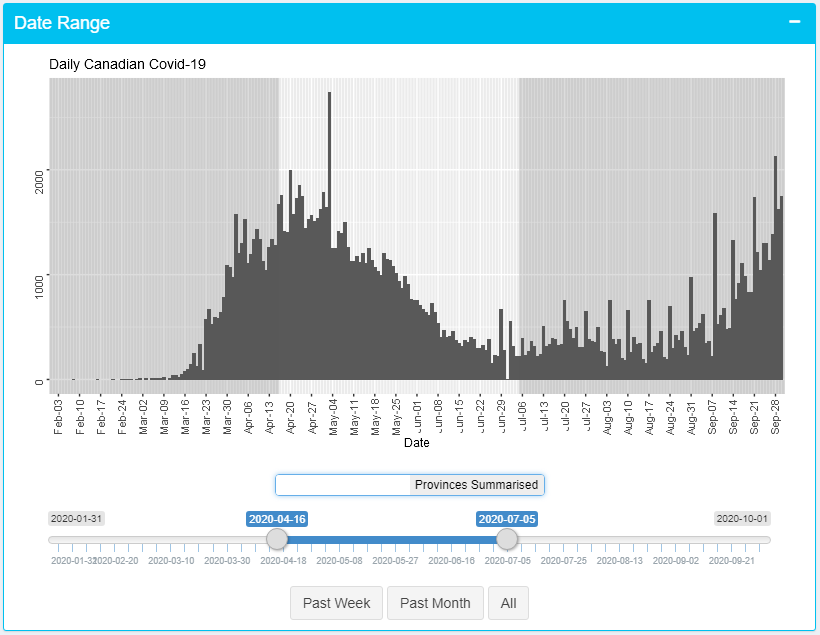 Date Range
Daily Canadian Covid-19
2000
1000
0
Feb-03 Feb-10 Feb-17 Feb-24 Mar-02 Mar-09 Mar-16 Mar-23 Mar-30 Apr-06 Apr-13 Apr-20 Apr-27 May-04 May-11 May-18 May-25 Jun-01 Jun-08 Jun-15 Jun-22 Jun-29 Jul-06 Jul-13 Jul-20 Jul-27 Aug-03 Aug-10 Aug-17 Aug-24 Aug-31 Sep-07 Sep-14 Sep-21 Sep-28
Date
Provinces Summarised
2020-01-31 2020-04-16 2020-07-05 2020-10-01
2020-01-31 2020-02-20 2020-03-10 2020-03-30 2020-04-18 2020-05-08 2020-05-27 2020-06-16 2020-07-05 2020-07-25 2020-08-13 2020-09-02 2020-09-21
Past Week Past Month All